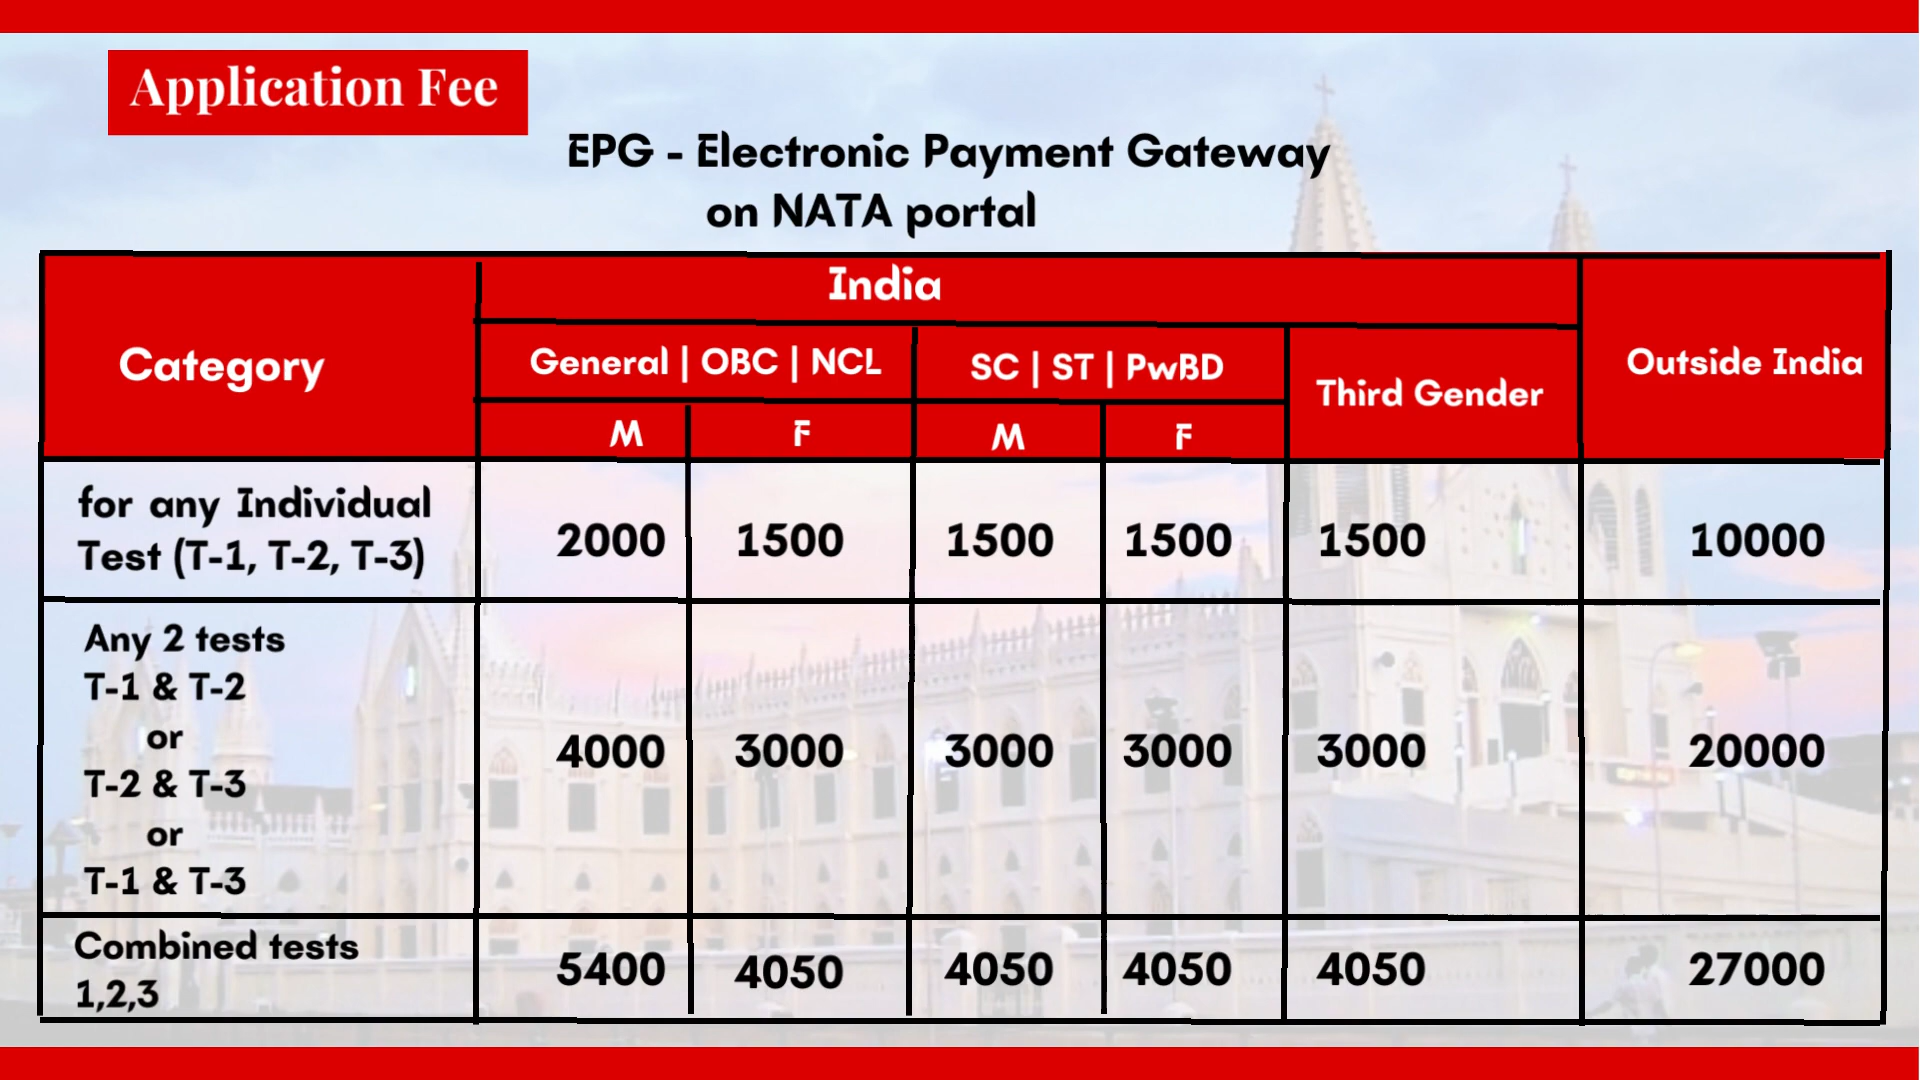 Application Fee
EPG - Electronic Payment Gateway
on NATA portal
Category
India
General | OBC | NCL
SC | ST | PwBD
Third Gender
Outside India
M F M F
for any Individual
Test (T-1, T-2, T-3)
2000 1500 1500 1500 1500 10000
Any 2 tests
T-1 & T-2
or
T-2 & T-3
or
T-1 & T-3
4000 3000 3000 3000 3000 20000
Combined tests
1,2,3
5400 4050 4050 4050 4050 27000